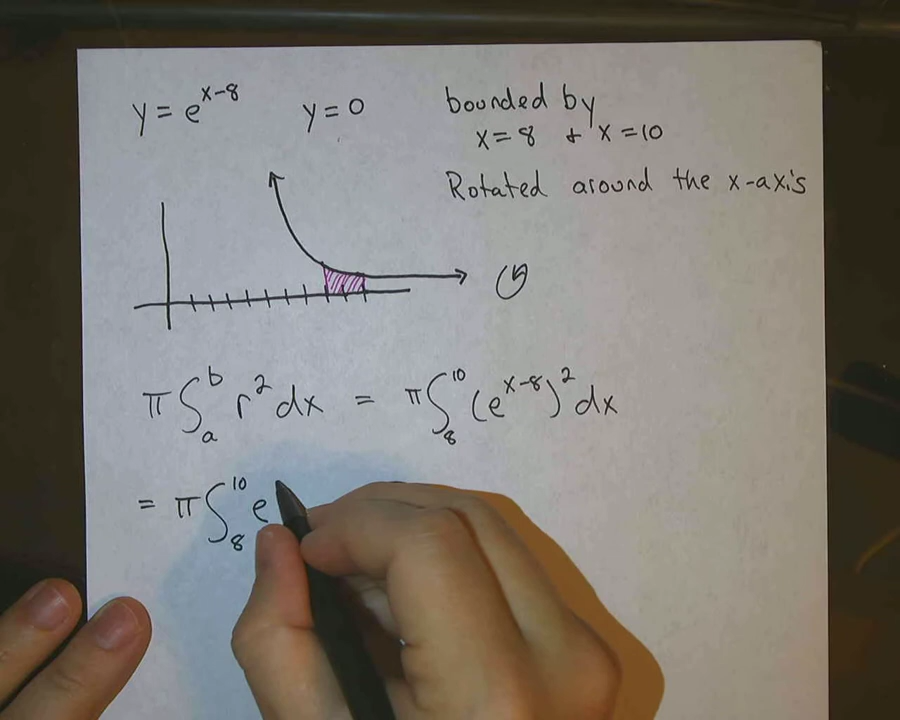 y = e^{x-8} y = 0 bounded by
x = 8 + x = 10
Rotated around the x-axis
π ∫_a^b r^2 dx = π ∫_8^{10} (e^{x-8})^2 dx
= π ∫_8^{10} e